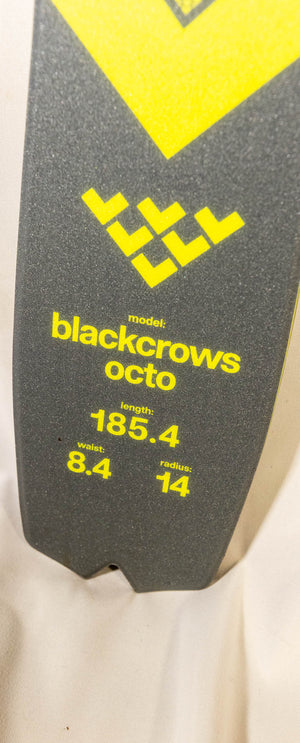 model:
blackcrows
octo
length:
185.4
waist:
8.4
radius:
14